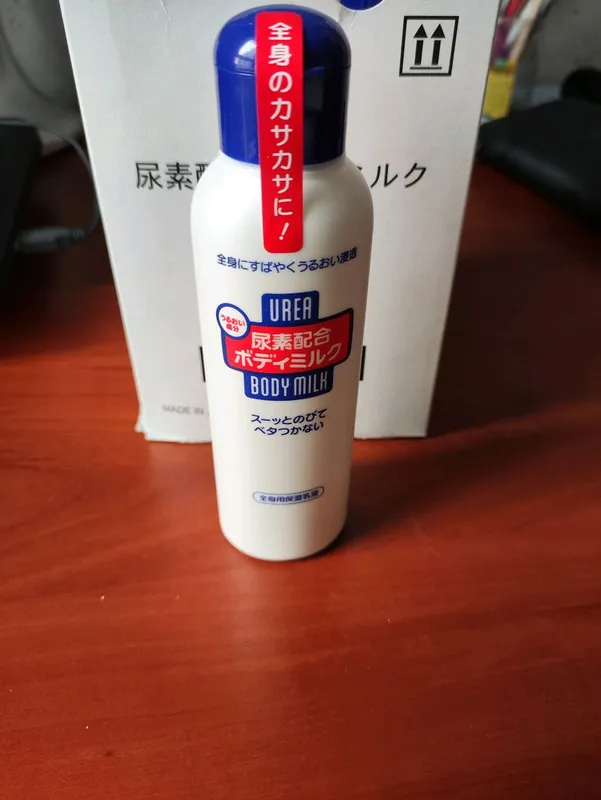 全身のカサカサに!
尿素
ミルク
全身にすばやくうるおい浸透
UREA
うるおい
成分
尿素配合
ボディミルク
BODY MILK
スーッとのびて
ベタつかない
全身用保湿乳液
MADE IN